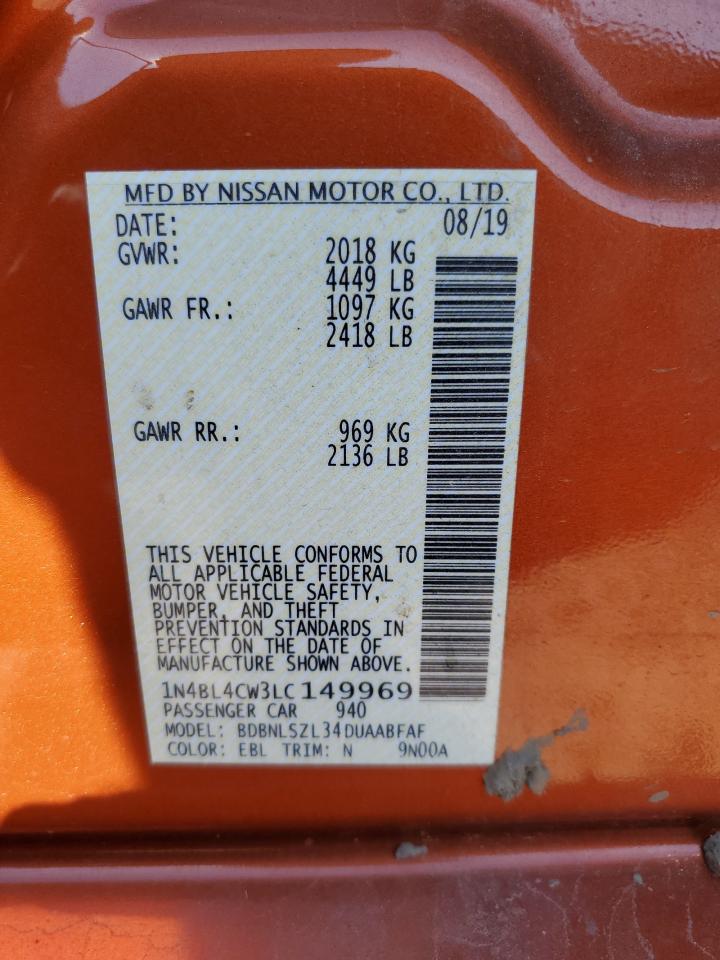 MFD BY NISSAN MOTOR CO., LTD.
DATE: 08/19
GVWR: 2018 KG
4449 LB
GAWR FR.: 1097 KG
2418 LB
GAWR RR.: 969 KG
2136 LB
THIS VEHICLE CONFORMS TO
ALL APPLICABLE FEDERAL
MOTOR VEHICLE SAFETY,
BUMPER, AND THEFT
PREVENTION STANDARDS IN
EFFECT ON THE DATE OF
MANUFACTURE SHOWN ABOVE.
1N4BL4CW3LC149969
PASSENGER CAR 940
MODEL: BDBNLSZL34DUAABFAF
COLOR: EBL TRIM: N 9N00A